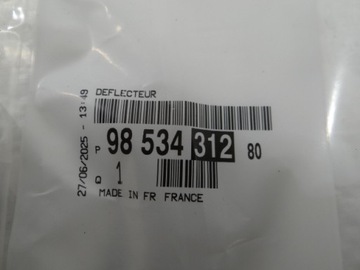 DEFLECTEUR
P 98 534 312 80
Q 1
MADE IN FR FRANCE
27/06/2025 - 13:49